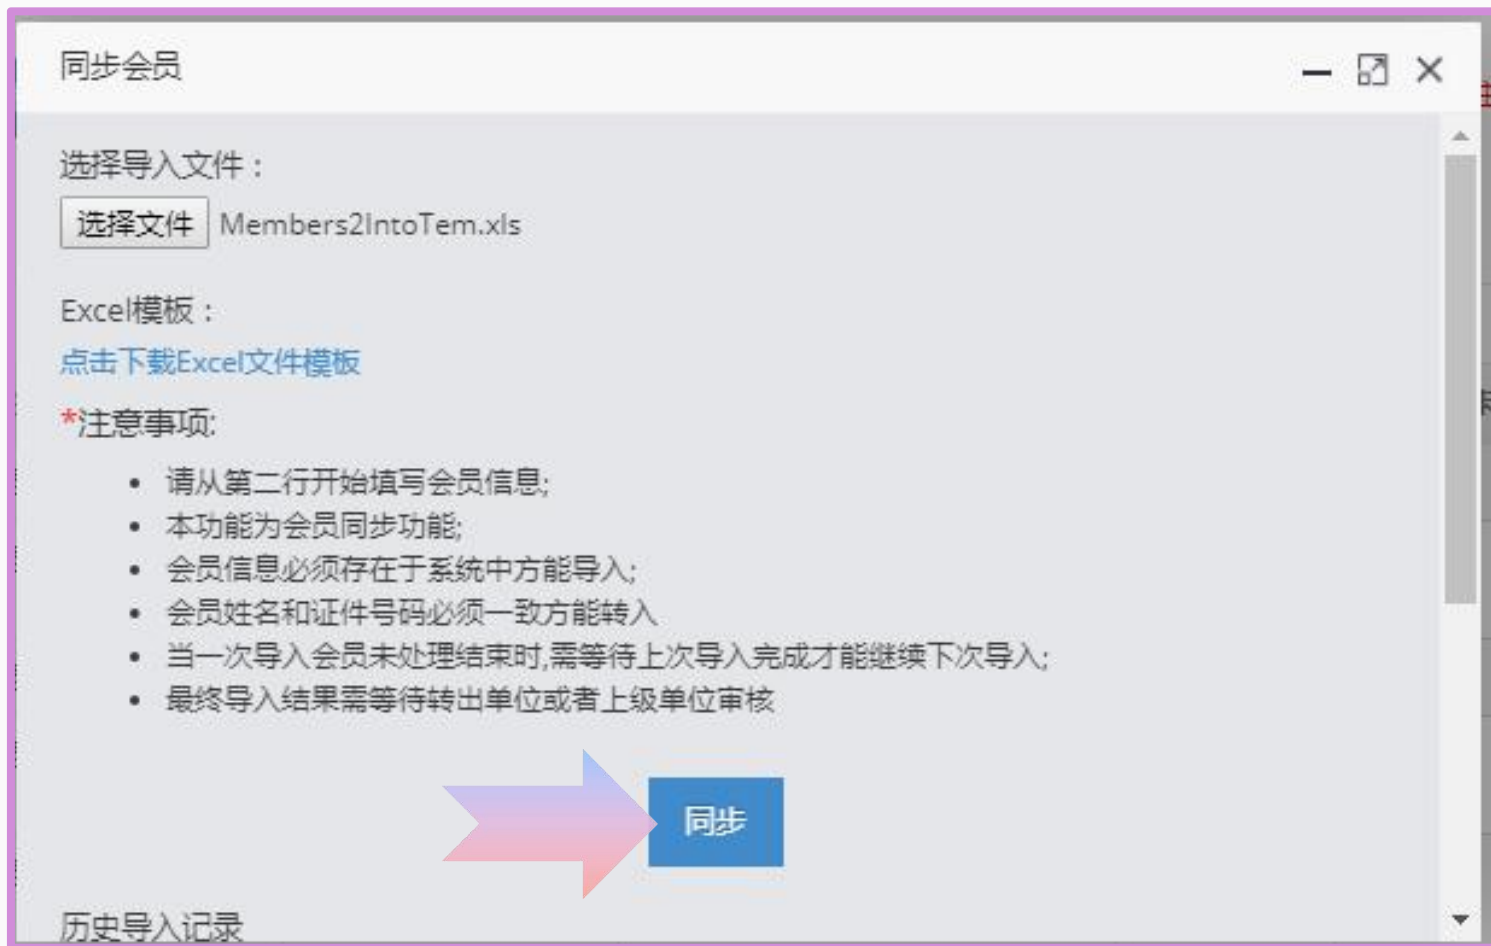 同步会员
选择导入文件：
选择文件 Members2IntoTem.xls
Excel模板：
点击下载Excel文件模板
*注意事项:
• 请从第二行开始填写会员信息;
• 本功能为会员同步功能;
• 会员信息必须存在于系统中方能导入;
• 会员姓名和证件号码必须一致方能转入
• 当一次导入会员未处理结束时,需等待上次导入完成才能继续下次导入;
• 最终导入结果需等待转出单位或者上级单位审核
同步
历史导入记录